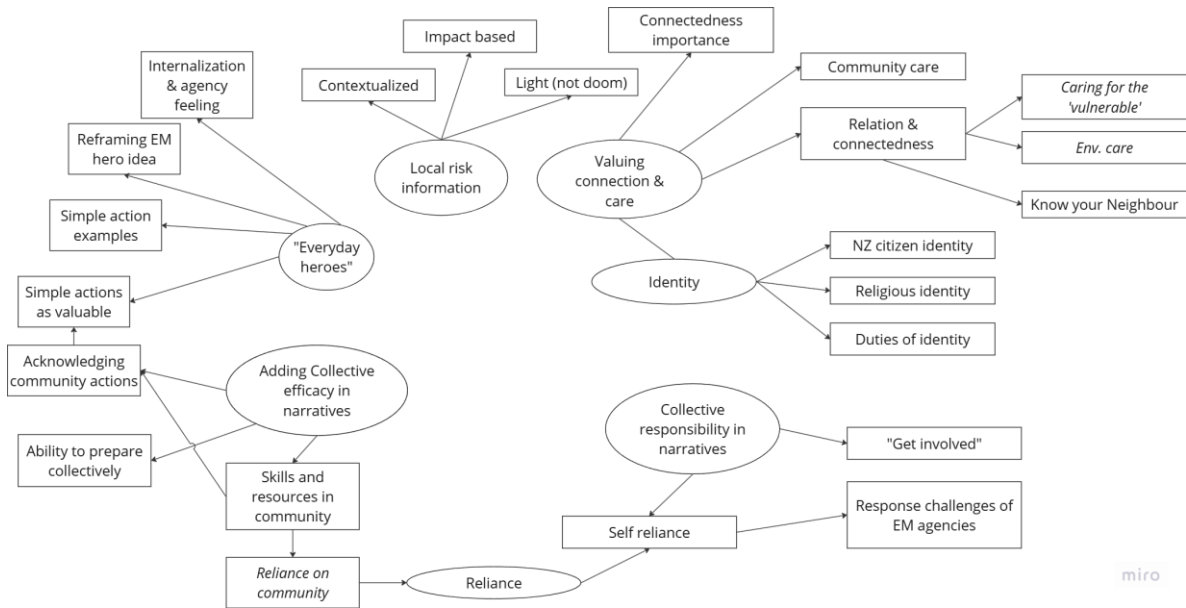 Connectedness
importance
Impact based
Internalization
& agency
feeling
Contextualized
Light (not doom)
Community care
Caring for the
'vulnerable'
Reframing EM
hero idea
Local risk
information
Valuing
connection &
care
Relation &
connectedness
Env. care
Simple action
examples
"Everyday
heroes"
Know your Neighbour
Identity
NZ citizen identity
Religious identity
Duties of identity
Simple actions
as valuable
Acknowledging
community actions
Adding Collective
efficacy in
narratives
Collective
responsibility in
narratives
"Get involved"
Ability to prepare
collectively
Skills and
resources in
community
Self reliance
Response challenges of
EM agencies
Reliance on
community
Reliance
miro